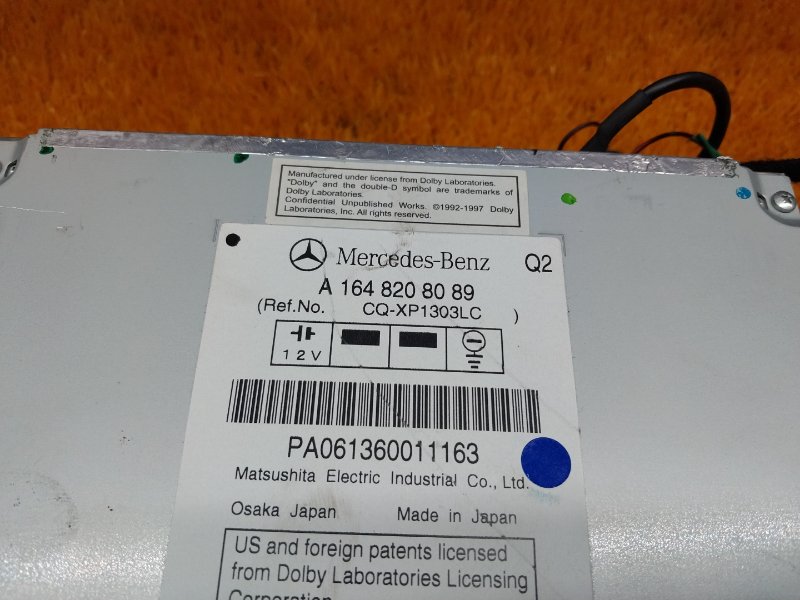 Manufactured under license from Dolby Laboratories.
"Dolby" and the double-D symbol are trademarks of
Dolby Laboratories.
Confidential Unpublished Works. ©1992-1997 Dolby
Laboratories, Inc. All rights reserved.
Mercedes-Benz Q2
A 164 820 80 89
(Ref.No. CQ-XP1303LC )
12V
PA061360011163
Matsushita Electric Industrial Co., Ltd.
Osaka Japan Made in Japan
US and foreign patents licensed
from Dolby Laboratories Licensing
Corporation